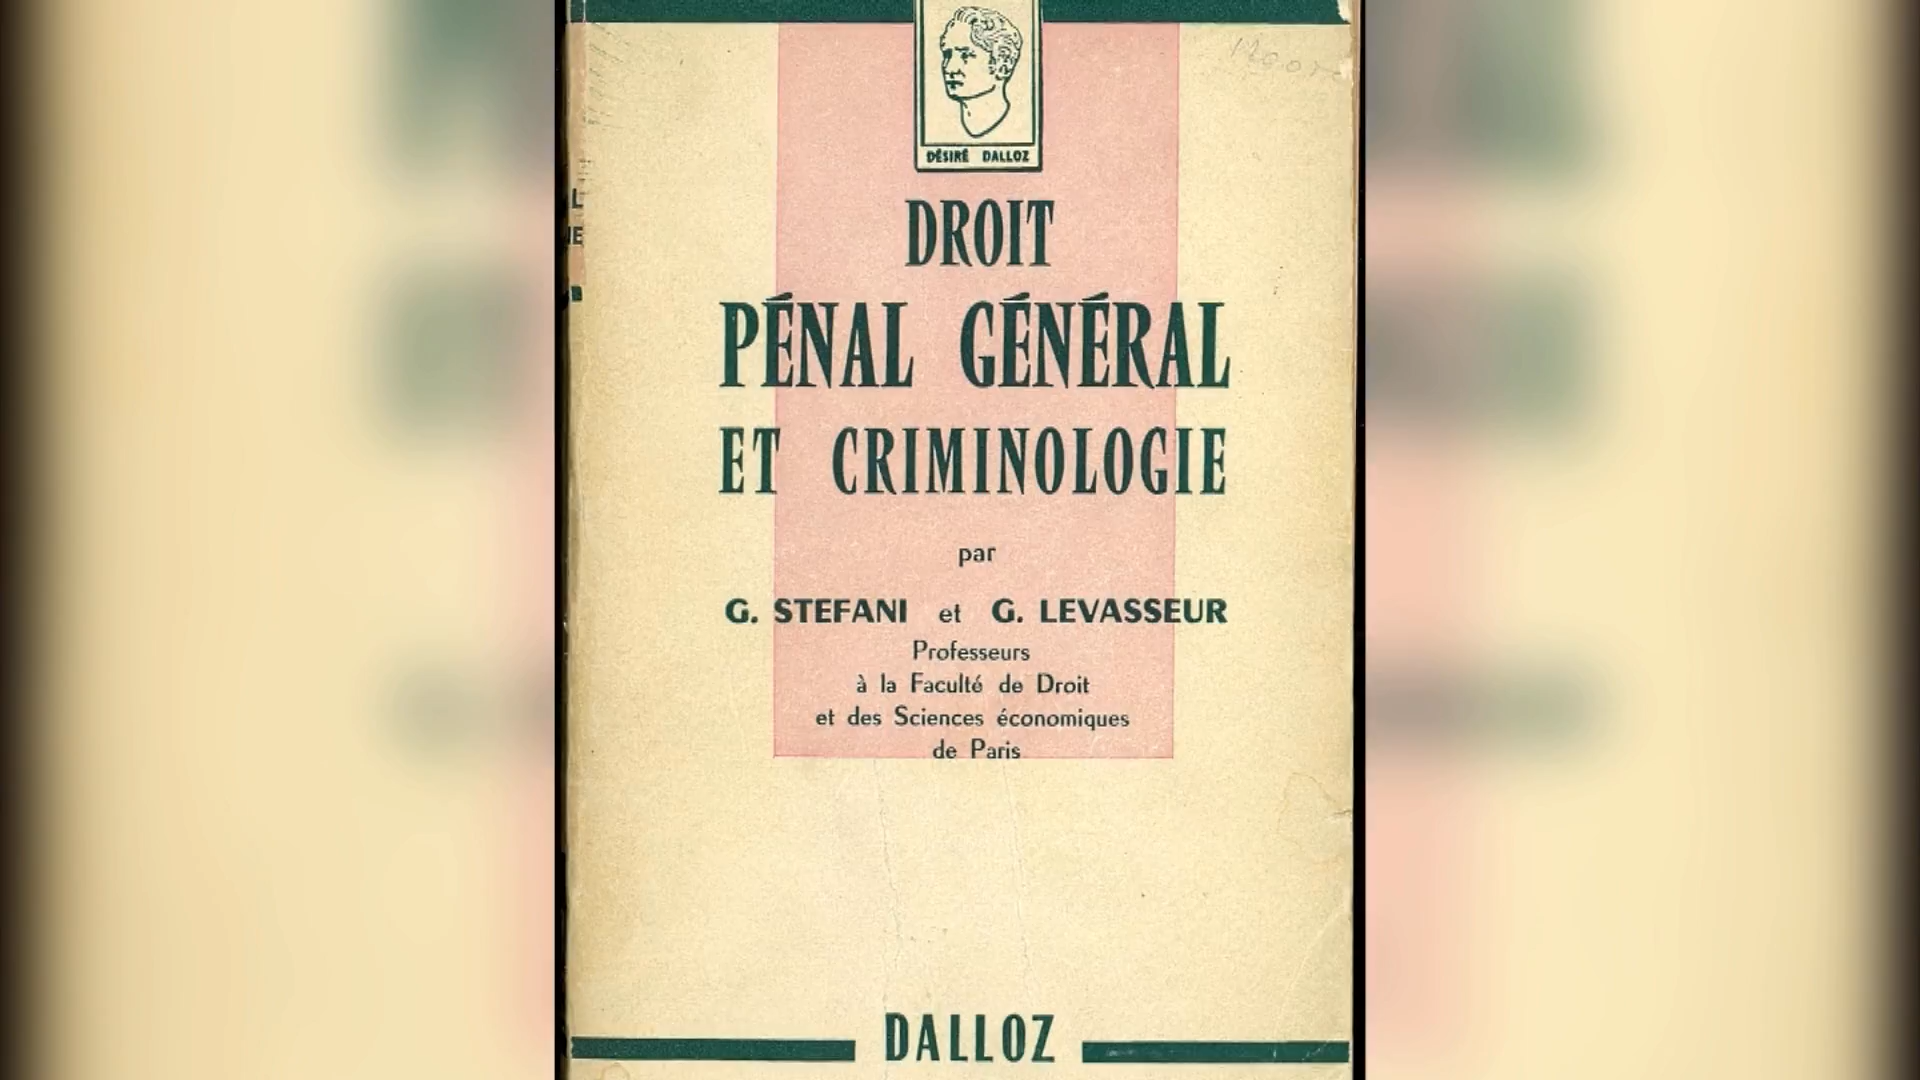 DÉSIRÉ DALLOZ
DROIT
PÉNAL GÉNÉRAL
ET CRIMINOLOGIE
par
G. STEFANI et G. LEVASSEUR
Professeurs
à la Faculté de Droit
et des Sciences économiques
de Paris
DALLOZ